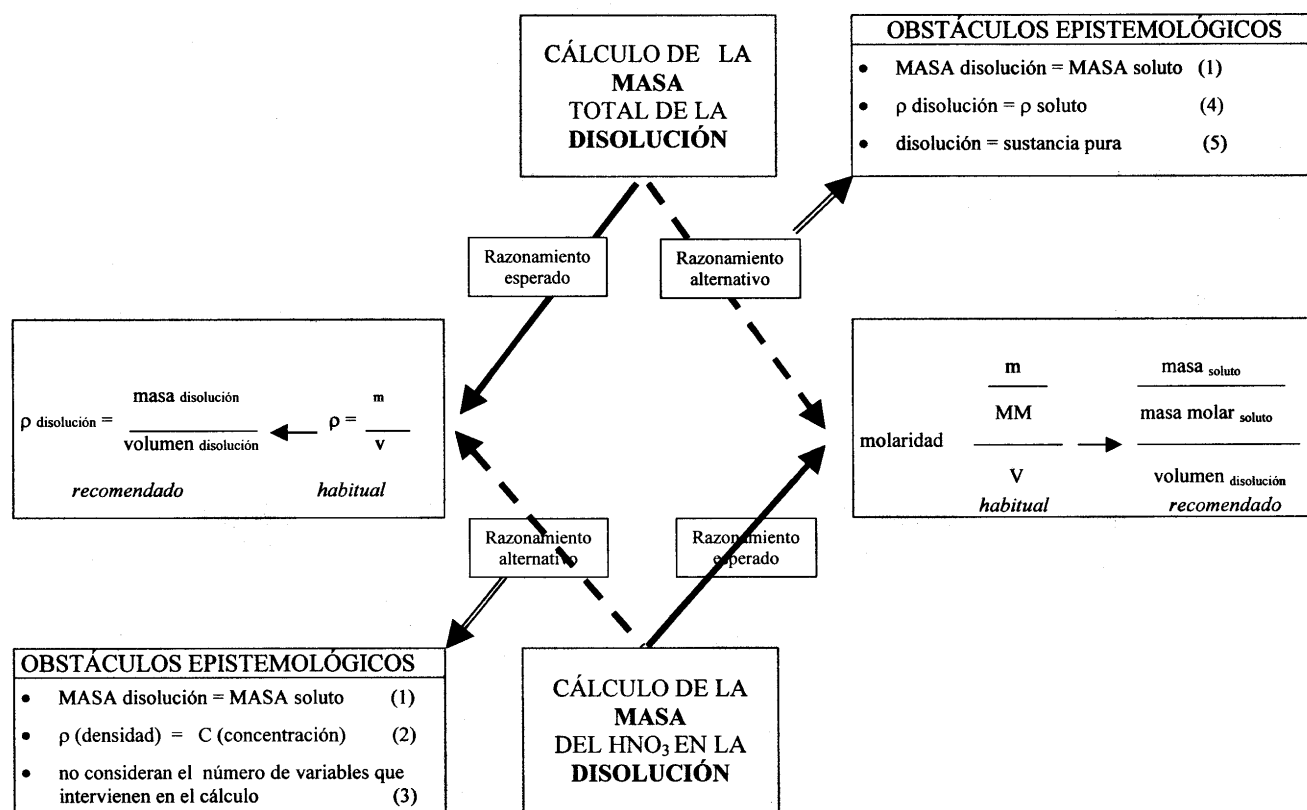 CÁLCULO DE LA
MASA
TOTAL DE LA
DISOLUCIÓN
OBSTÁCULOS EPISTEMOLÓGICOS
• MASA disolución = MASA soluto (1)
• ρ disolución = ρ soluto (4)
• disolución = sustancia pura (5)
Razonamiento
esperado
Razonamiento
alternativo
ρ disolución = masa disolución / volumen disolución ← ρ = m / v
recomendado habitual
m
MM
V
molaridad
habitual
→
masa soluto
masa molar soluto
volumen disolución
recomendado
Razonamiento
alternativo
Razonamiento
esperado
OBSTÁCULOS EPISTEMOLÓGICOS
• MASA disolución = MASA soluto (1)
• ρ (densidad) = C (concentración) (2)
• no consideran el número de variables que
intervienen en el cálculo (3)
CÁLCULO DE LA
MASA
DEL HNO₃ EN LA
DISOLUCIÓN